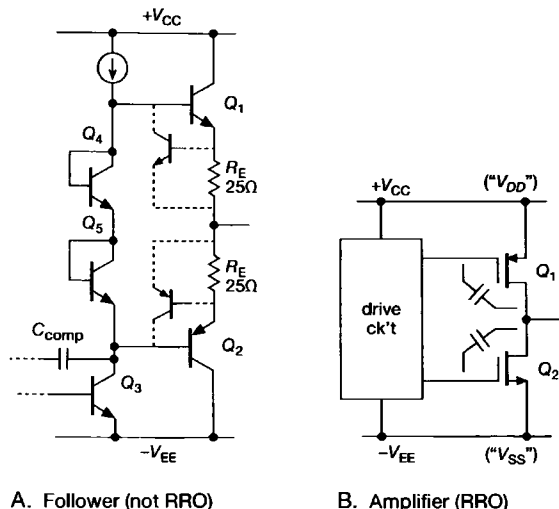 +VCC
Q4
Q1
RE
25Ω
Q5
RE
25Ω
Ccomp
Q3
Q2
−VEE
A. Follower (not RRO)
+VCC
("VDD")
drive
ck't
Q1
Q2
−VEE
("VSS")
B. Amplifier (RRO)